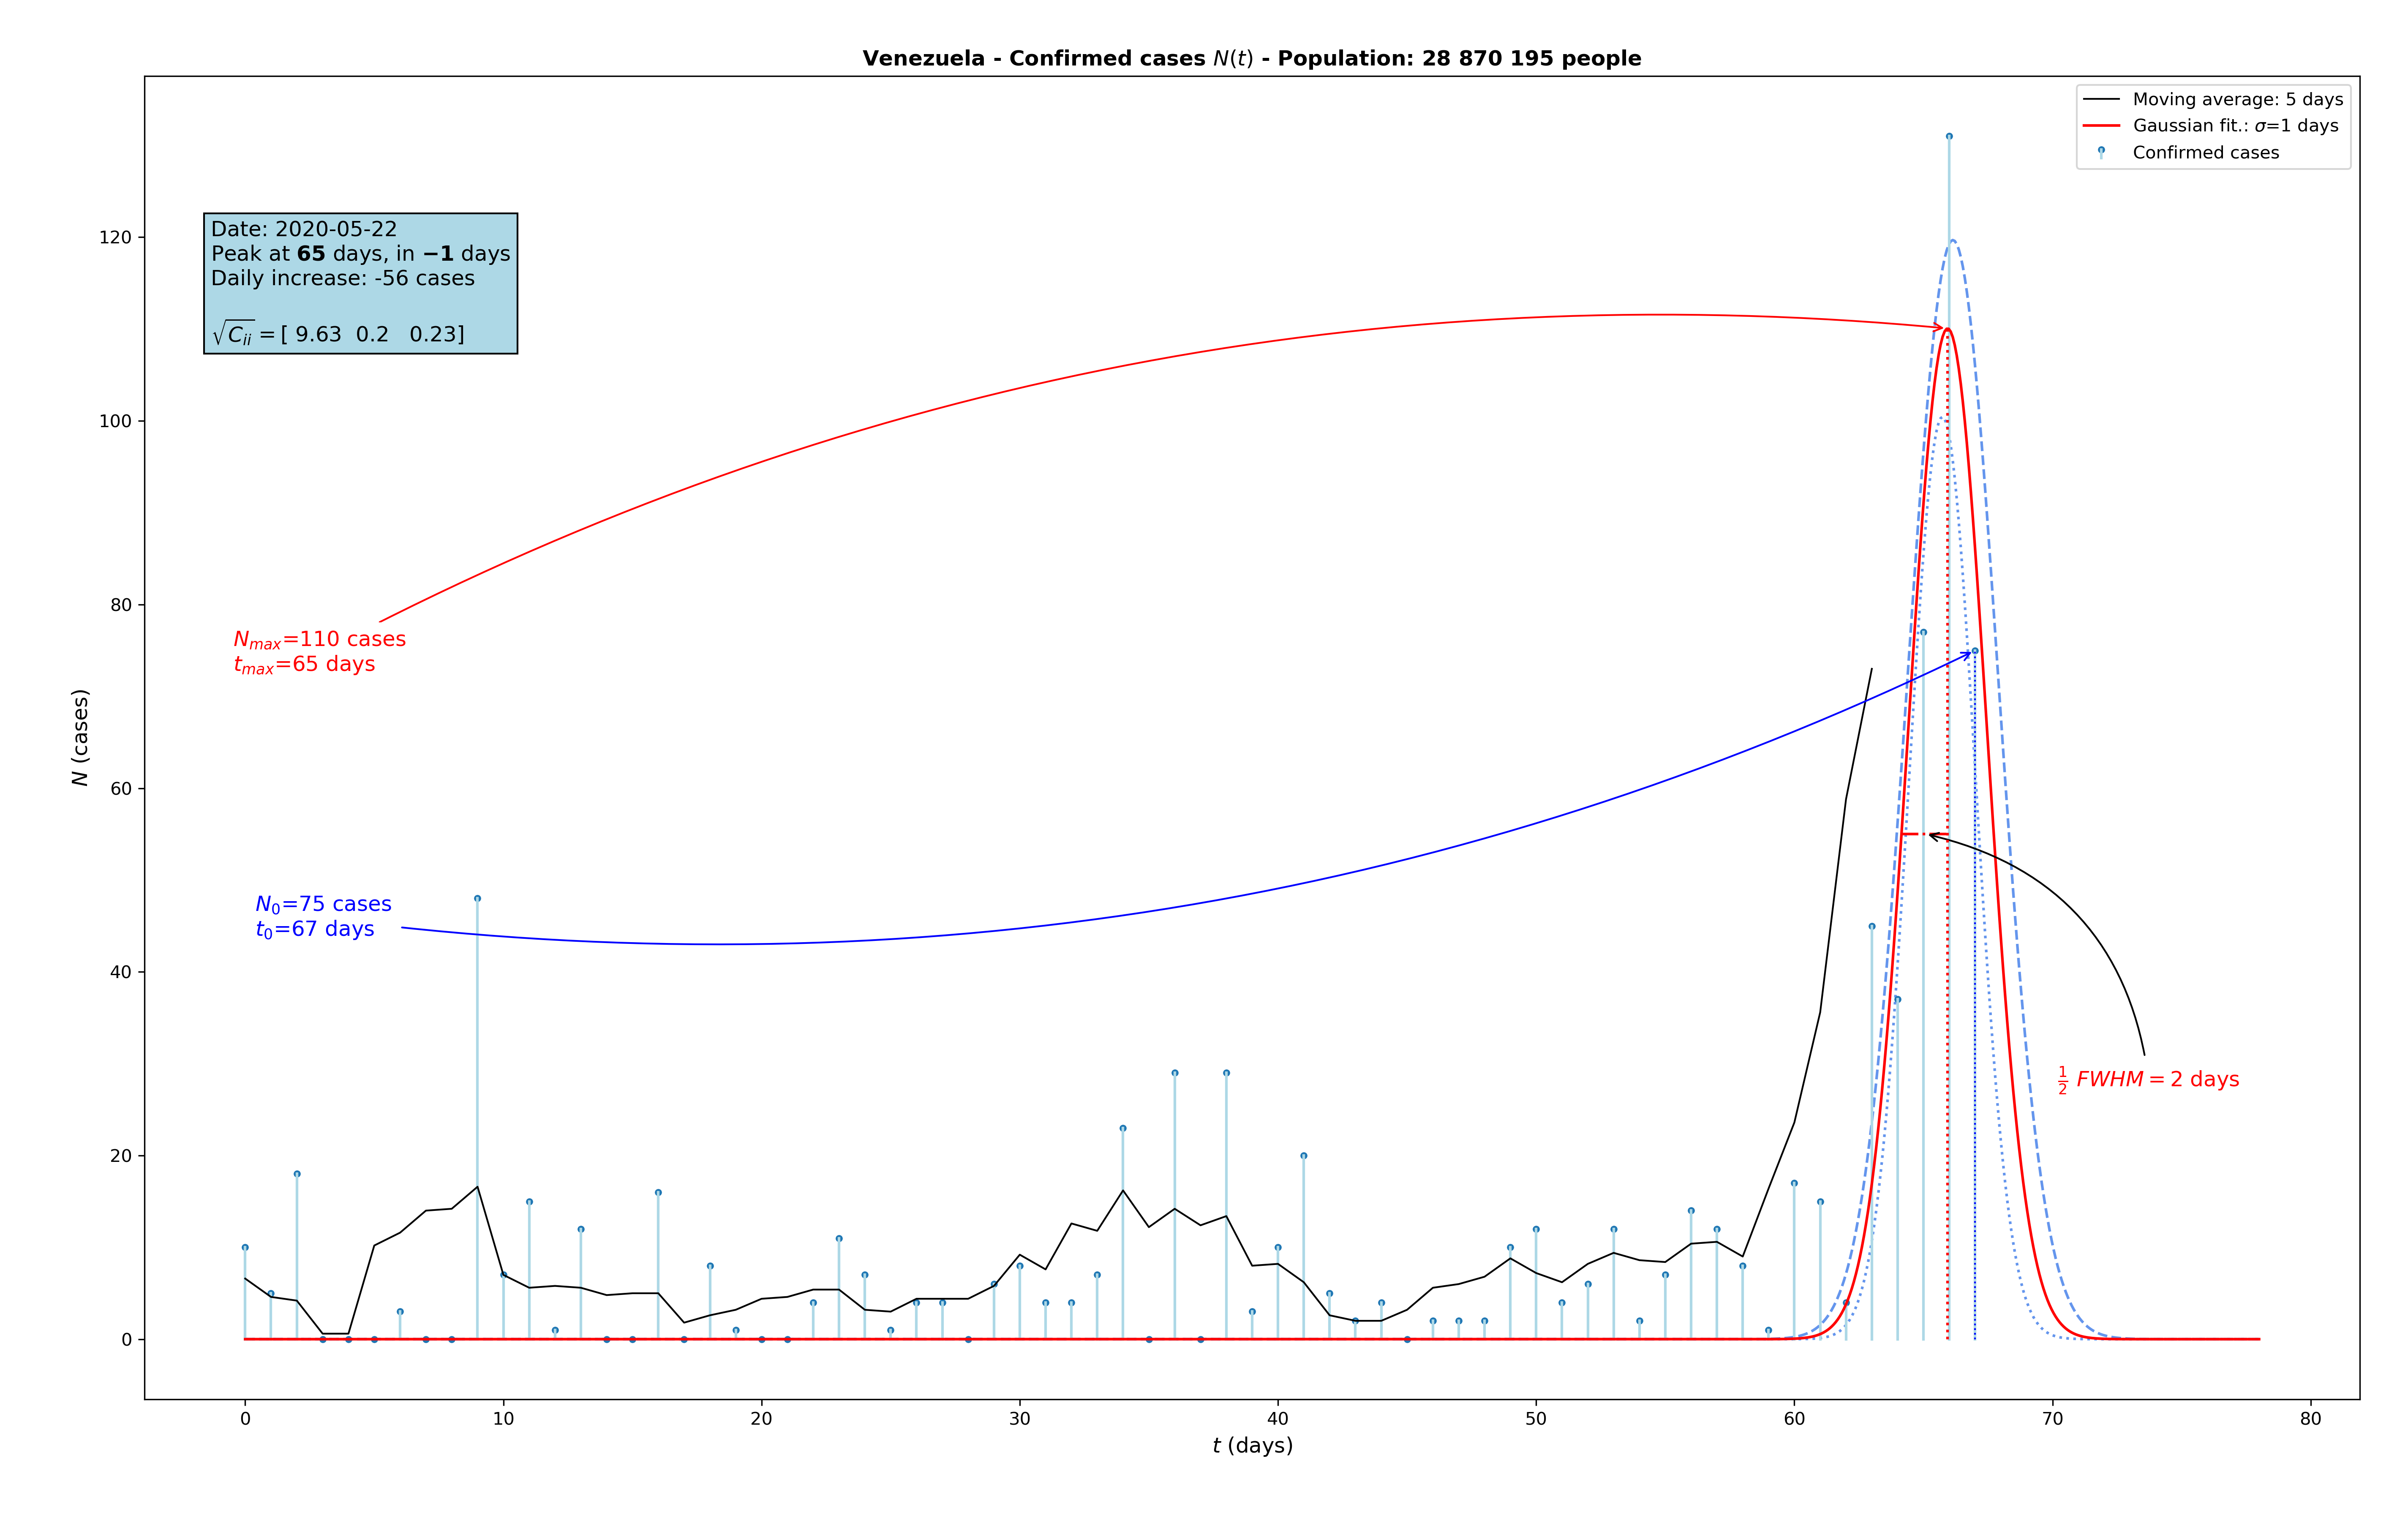 Venezuela - Confirmed cases N(t) - Population: 28 870 195 people
Moving average: 5 days
Gaussian fit.: σ=1 days
Confirmed cases
Date: 2020-05-22
Peak at 65 days, in −1 days
Daily increase: -56 cases
√C_ii = [ 9.63 0.2 0.23]
N_max=110 cases
t_max=65 days
N_0=75 cases
t_0=67 days
½ FWHM = 2 days
N (cases)
120
100
80
60
40
20
0
0 10 20 30 40 50 60 70 80
t (days)